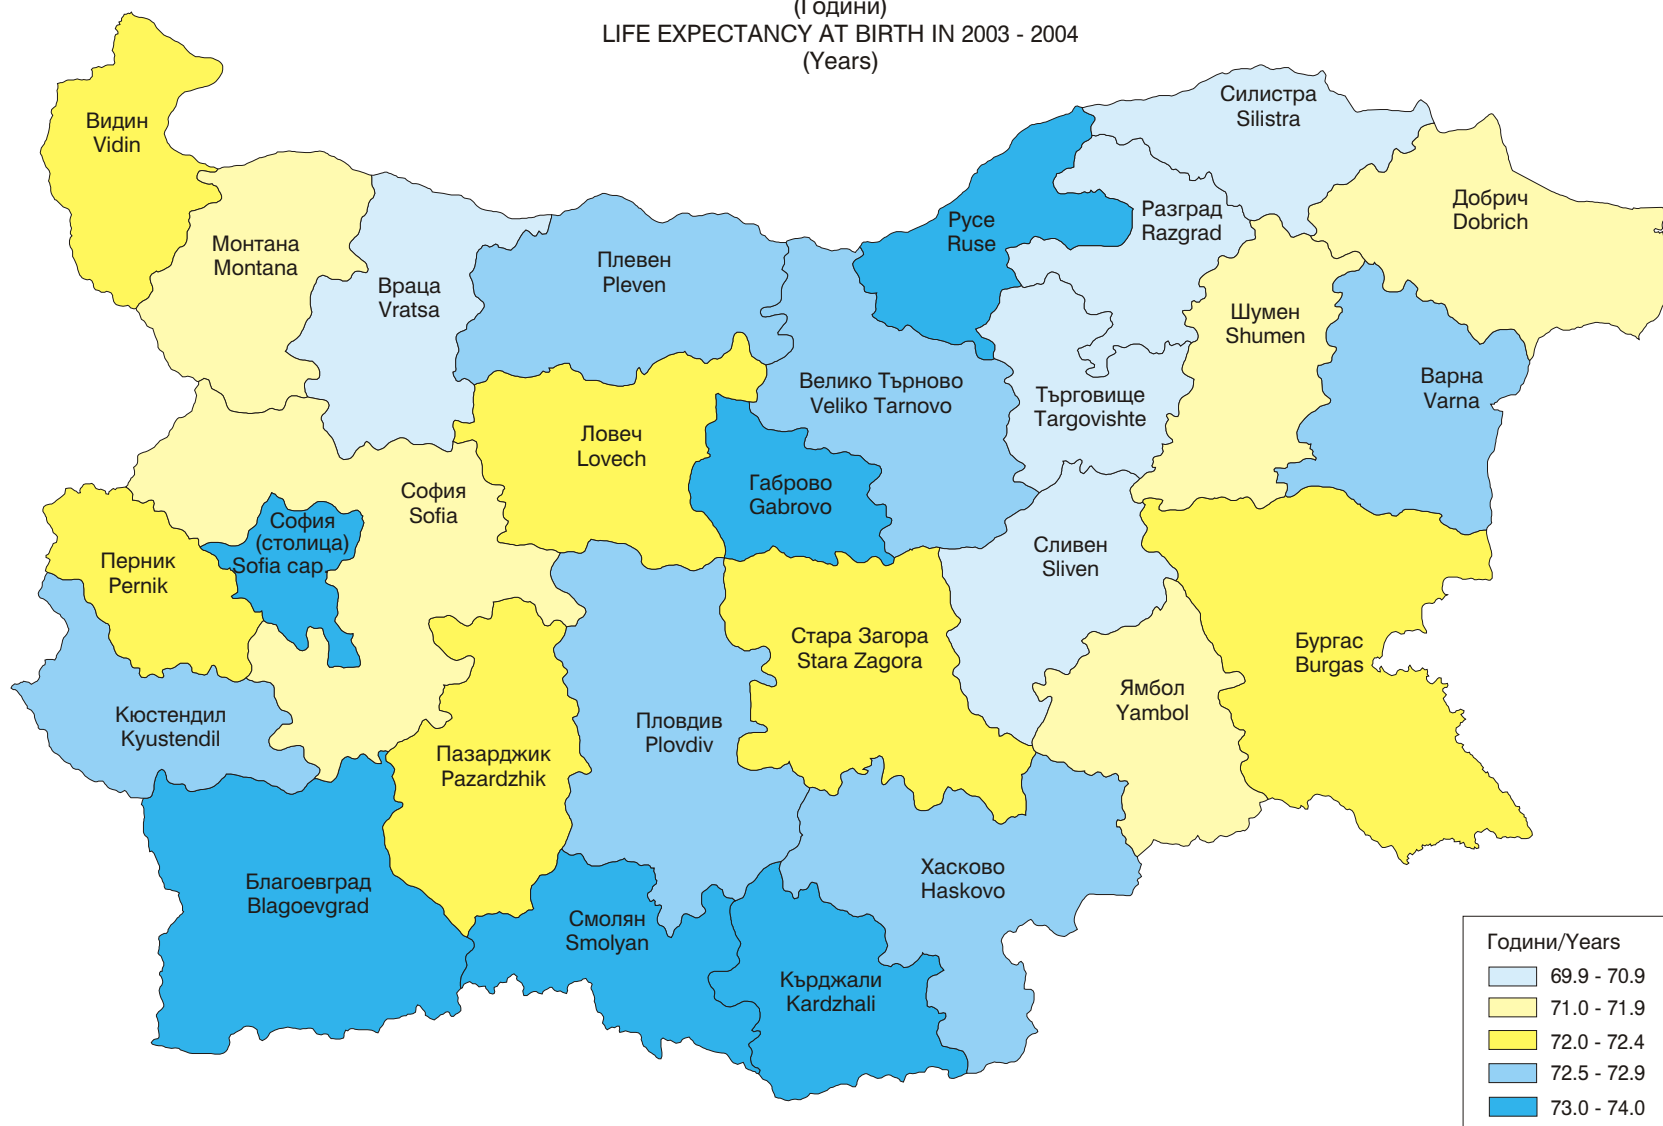 (Години)
LIFE EXPECTANCY AT BIRTH IN 2003 - 2004
(Years)
Видин
Vidin
Силистра
Silistra
Добрич
Dobrich
Русе
Ruse
Разград
Razgrad
Монтана
Montana
Враца
Vratsa
Плевен
Pleven
Шумен
Shumen
Велико Търново
Veliko Tarnovo
Търговище
Targovishte
Варна
Varna
Ловеч
Lovech
Габрово
Gabrovo
София
Sofia
София
(столица)
Sofia cap.
Перник
Pernik
Сливен
Sliven
Стара Загора
Stara Zagora
Бургас
Burgas
Ямбол
Yambol
Кюстендил
Kyustendil
Пловдив
Plovdiv
Пазарджик
Pazardzhik
Хасково
Haskovo
Благоевград
Blagoevgrad
Смолян
Smolyan
Кърджали
Kardzhali
Години/Years
69.9 - 70.9
71.0 - 71.9
72.0 - 72.4
72.5 - 72.9
73.0 - 74.0